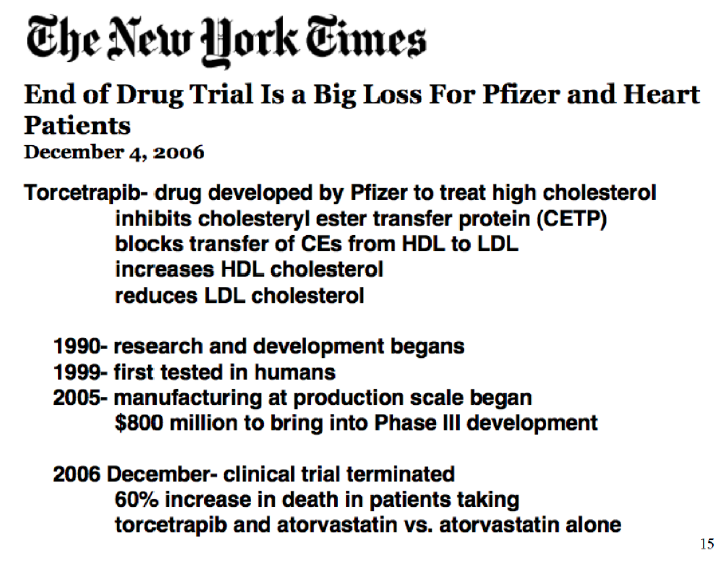 The New York Times
End of Drug Trial Is a Big Loss For Pfizer and Heart
Patients
December 4, 2006
Torcetrapib- drug developed by Pfizer to treat high cholesterol
inhibits cholesteryl ester transfer protein (CETP)
blocks transfer of CEs from HDL to LDL
increases HDL cholesterol
reduces LDL cholesterol
1990- research and development begans
1999- first tested in humans
2005- manufacturing at production scale began
$800 million to bring into Phase III development
2006 December- clinical trial terminated
60% increase in death in patients taking
torcetrapib and atorvastatin vs. atorvastatin alone
15